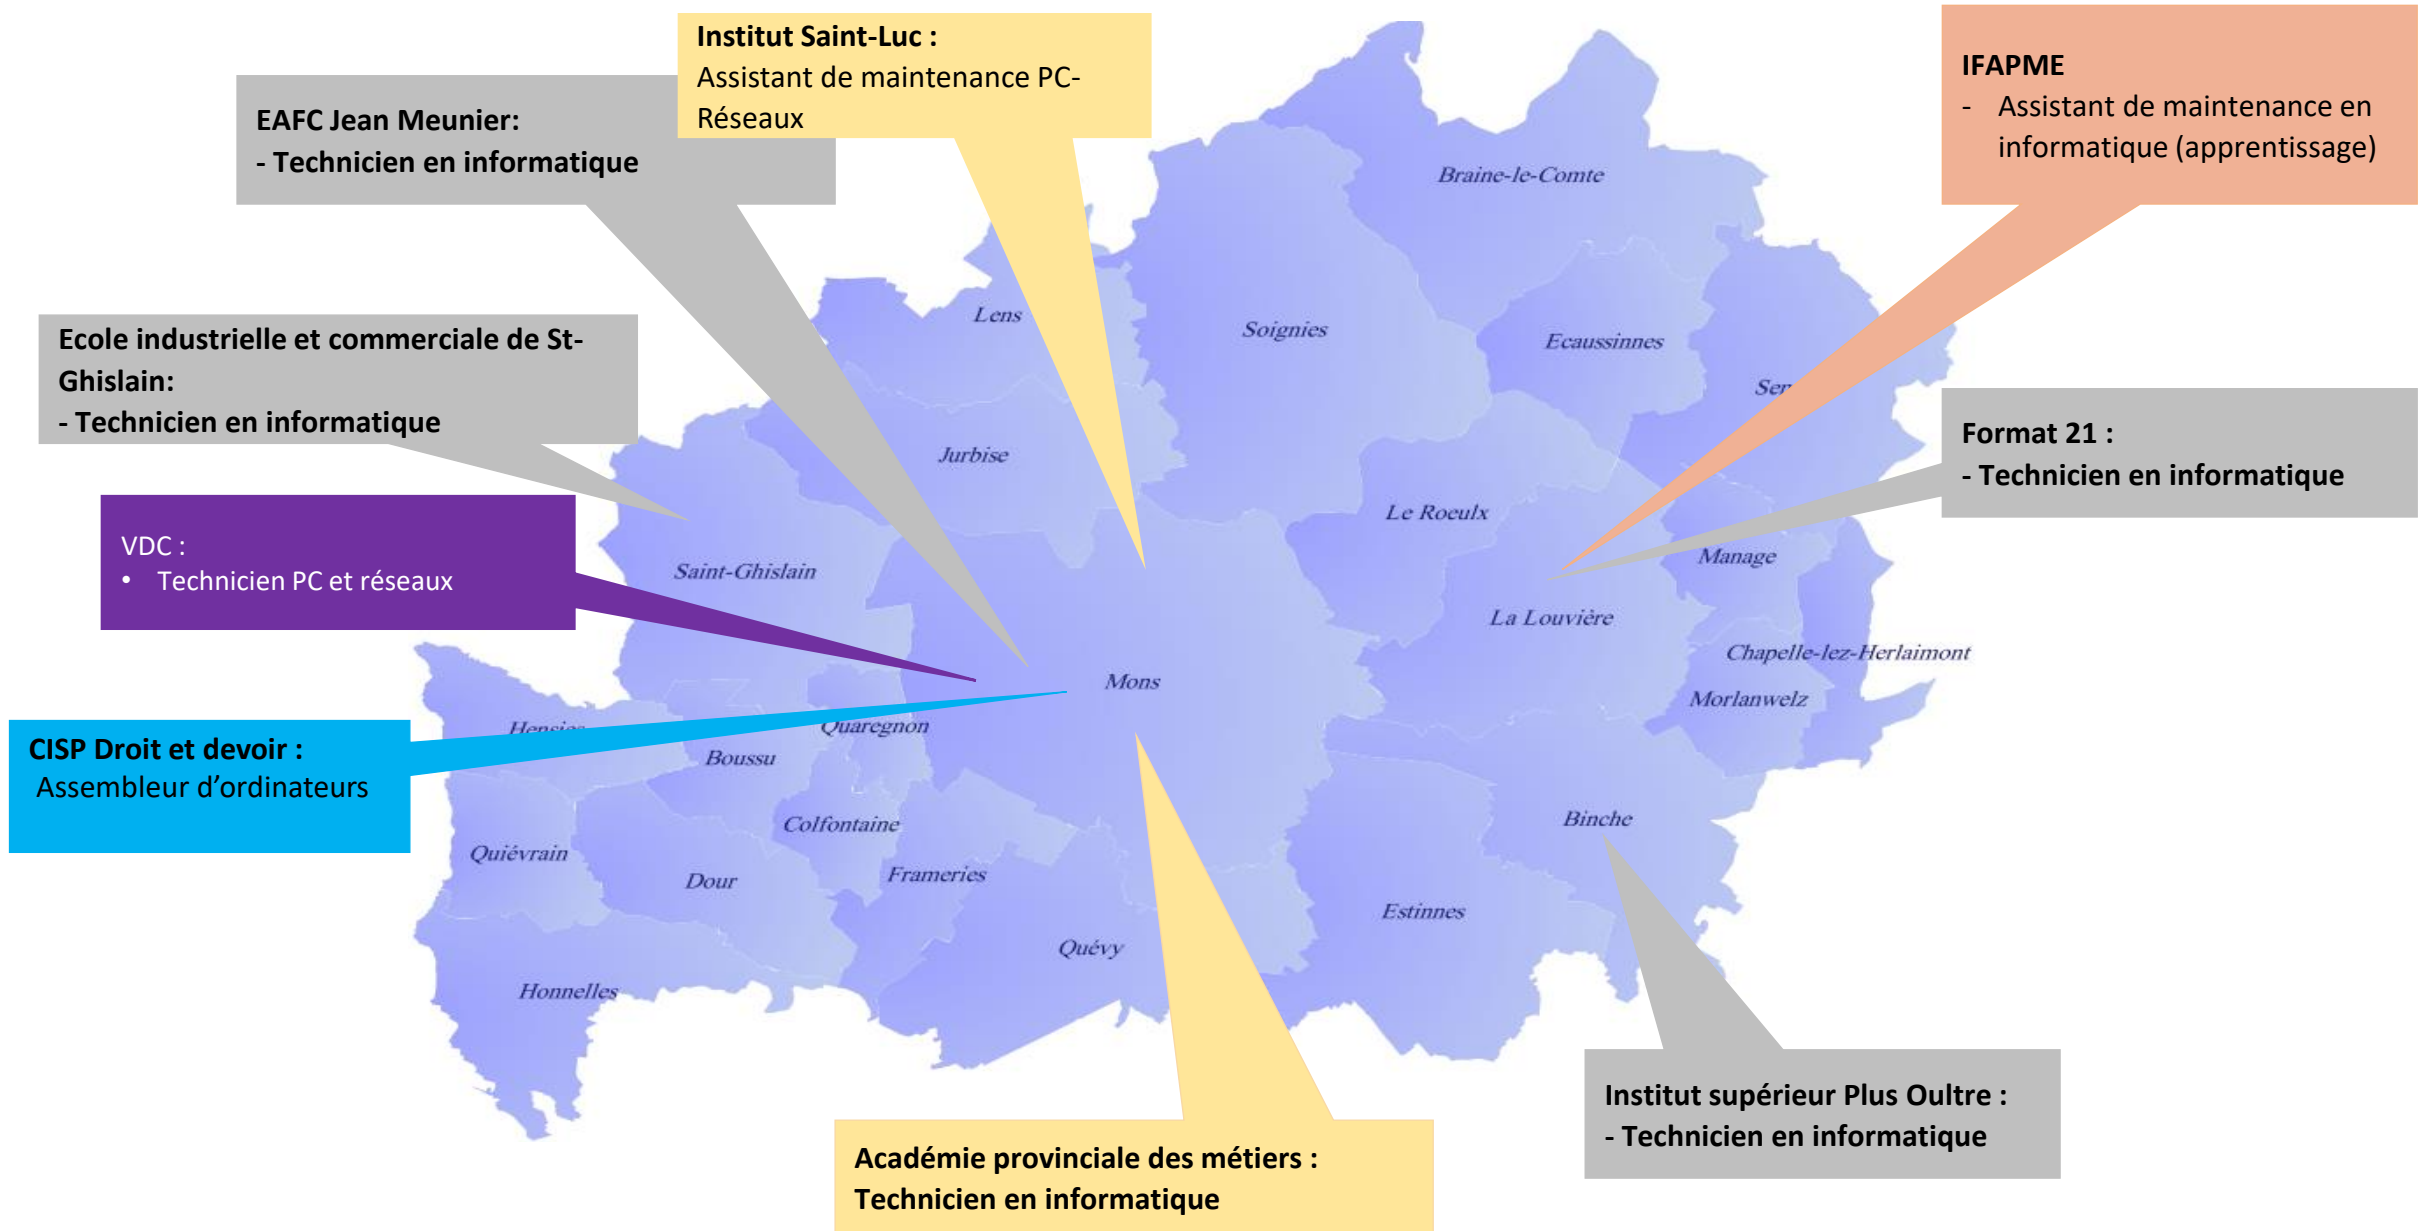 Institut Saint-Luc :
Assistant de maintenance PC-
Réseaux
IFAPME
- Assistant de maintenance en
informatique (apprentissage)
EAFC Jean Meunier:
- Technicien en informatique
Braine-le-Comte
Lens
Soignies
Ecaussinnes
Ecole industrielle et commerciale de St-
Ghislain:
- Technicien en informatique
Format 21 :
- Technicien en informatique
Jurbise
Le Roeulx
VDC :
• Technicien PC et réseaux
Saint-Ghislain
Manage
La Louvière
Chapelle-lez-Herlaimont
Mons
Morlanwelz
Quaregnon
CISP Droit et devoir :
Assembleur d’ordinateurs
Boussu
Colfontaine
Binche
Quiévrain
Dour
Frameries
Estinnes
Quévy
Honnelles
Institut supérieur Plus Oultre :
- Technicien en informatique
Académie provinciale des métiers :
Technicien en informatique